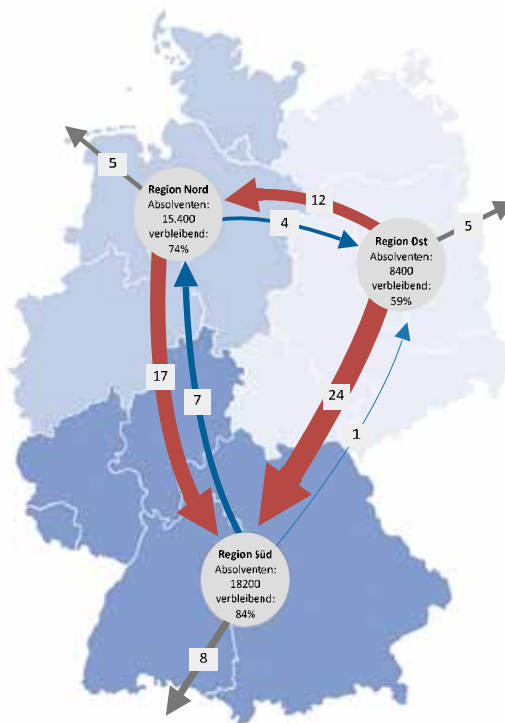 5
Region Nord
Absolventen:
15.400
verbleibend:
74%
12
4
Region Ost
Absolventen:
8400
verbleibend:
59%
5
17
7
24
1
Region Süd
Absolventen:
18200
verbleibend:
84%
8